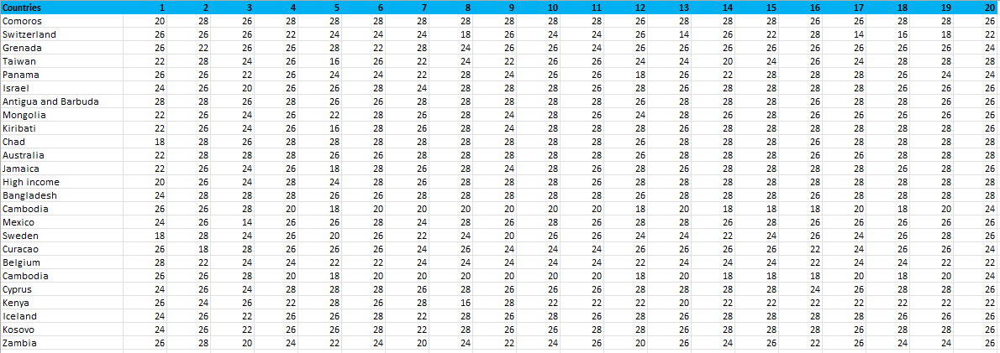 Countries 1 2 3 4 5 6 7 8 9 10 11 12 13 14 15 16 17 18 19 20
Comoros 20 28 26 28 28 28 28 28 28 28 28 26 28 28 28 26 26 28 28 26
Switzerland 26 26 26 22 24 24 24 18 26 24 24 26 14 26 22 28 14 16 18 22
Grenada 26 22 26 26 28 22 28 24 26 26 24 26 26 26 26 26 26 26 26 24
Taiwan 22 28 24 26 16 26 22 24 22 26 26 24 24 20 24 26 24 28 28 28
Panama 26 26 22 26 24 24 22 28 24 26 26 18 26 22 28 28 28 26 24 24
Israel 24 26 20 26 26 28 24 28 28 28 26 28 26 28 28 28 28 26 26 26
Antigua and Barbuda 28 28 26 28 26 26 28 28 28 28 28 26 28 28 28 28 26 28 26 26
Mongolia 22 26 24 26 22 28 26 28 24 28 26 24 28 26 28 26 28 26 26 26
Kiribati 22 26 24 26 16 28 26 28 24 28 28 28 26 28 28 28 28 28 28 26
Chad 18 28 26 28 28 28 28 28 28 28 28 26 28 28 28 28 28 28 28 28
Australia 22 28 28 28 26 26 28 28 28 28 28 26 28 28 28 26 28 28 28 28
Jamaica 22 26 24 26 18 28 26 28 24 28 26 28 28 28 28 26 26 28 26 28
High income 20 26 24 28 24 28 26 28 28 28 28 26 28 28 28 28 28 28 28 28
Bangladesh 24 28 28 28 26 26 28 28 28 28 28 26 28 28 28 26 28 28 28 28
Cambodia 26 26 28 20 18 20 20 20 20 20 20 18 20 18 18 18 20 18 20 24
Mexico 24 26 14 26 26 28 24 28 26 28 26 28 28 26 28 26 26 26 26 26
Sweden 18 28 24 26 20 26 22 24 20 26 26 24 24 22 24 26 24 26 28 26
Curacao 26 18 28 26 26 26 24 26 24 24 24 26 26 26 26 22 24 26 26 24
Belgium 28 22 24 24 22 22 24 24 24 24 24 22 24 24 24 22 24 24 22 22
Cambodia 26 26 28 20 18 20 20 20 20 20 20 18 20 18 18 18 20 18 20 24
Cyprus 24 26 24 28 28 28 26 28 26 26 26 28 28 28 28 24 26 28 28 26
Kenya 26 24 26 22 28 26 28 16 28 22 22 22 20 22 22 22 22 22 22 22
Iceland 24 26 22 26 26 28 22 28 26 28 26 28 26 28 28 28 28 26 26 28
Kosovo 24 26 22 26 26 28 22 28 26 26 26 28 26 28 26 28 28 28 28 26
Zambia 26 28 20 24 22 24 20 24 22 24 26 20 26 24 26 22 26 24 24 26